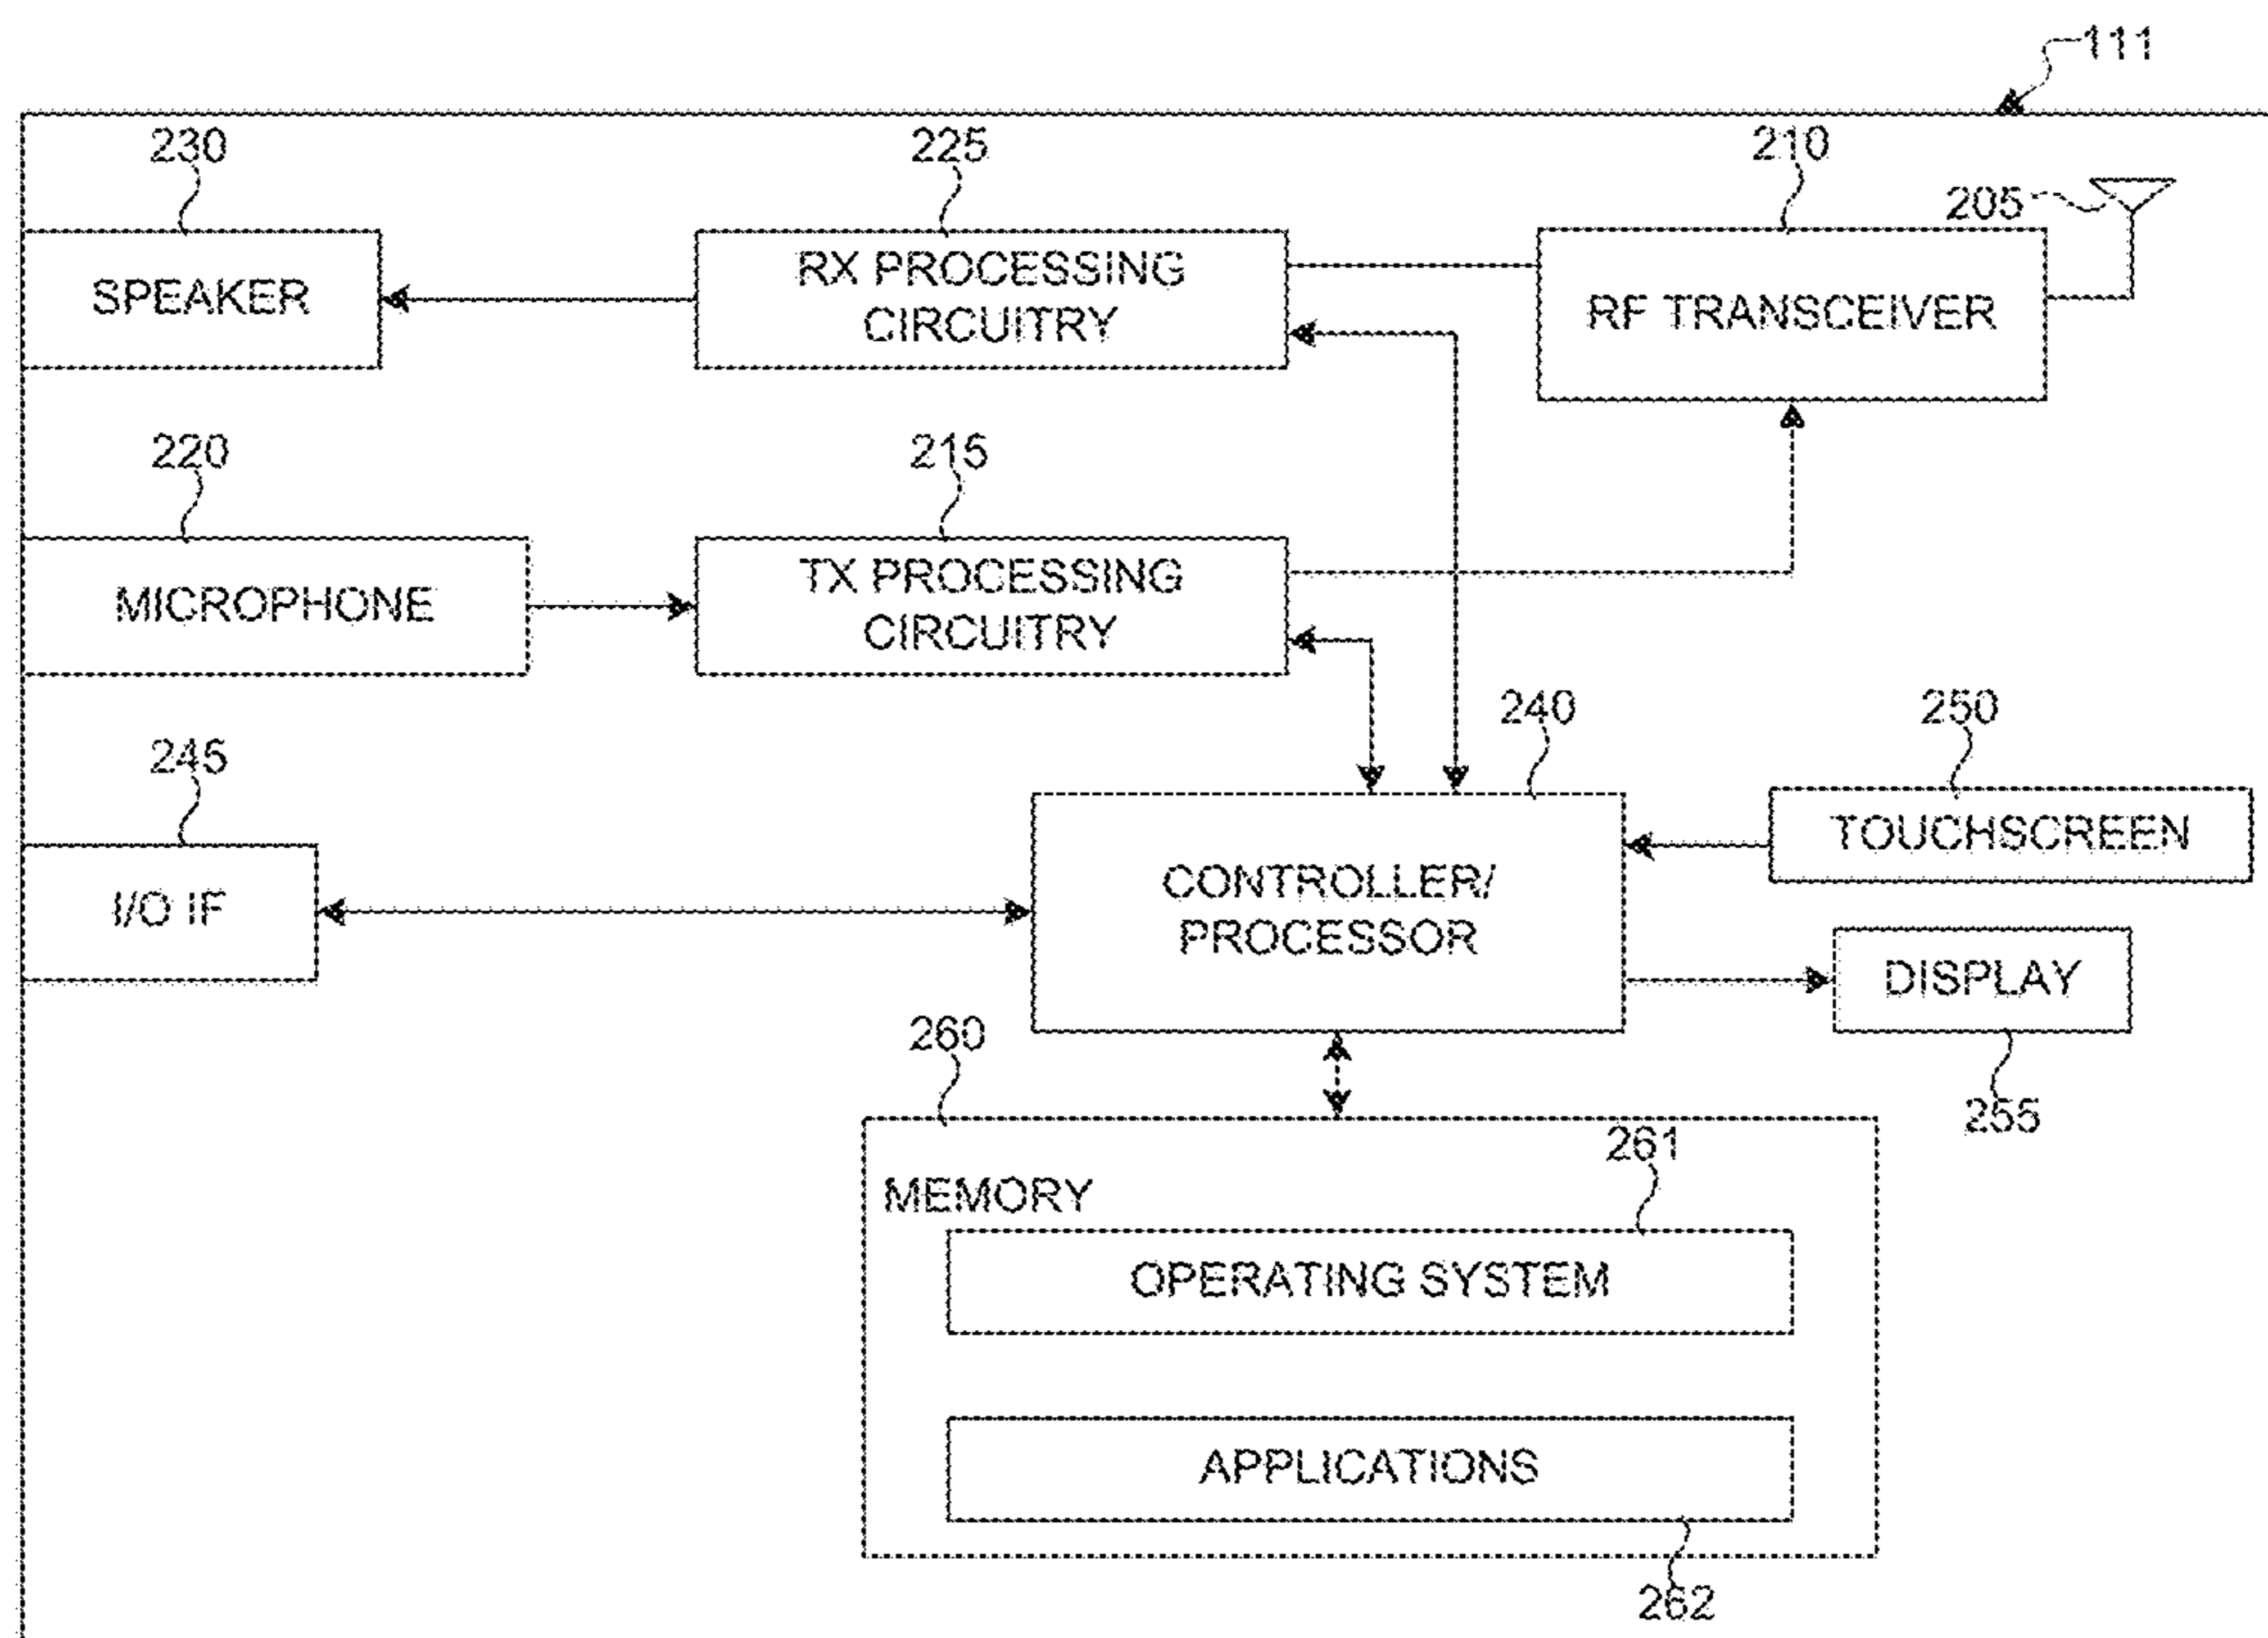 111
230
225
210
205
SPEAKER
RX PROCESSING
CIRCUITRY
RF TRANSCEIVER
220
215
MICROPHONE
TX PROCESSING
CIRCUITRY
240
250
245
TOUCHSCREEN
I/O IF
CONTROLLER/
PROCESSOR
DISPLAY
260
255
261
MEMORY
OPERATING SYSTEM
APPLICATIONS
262